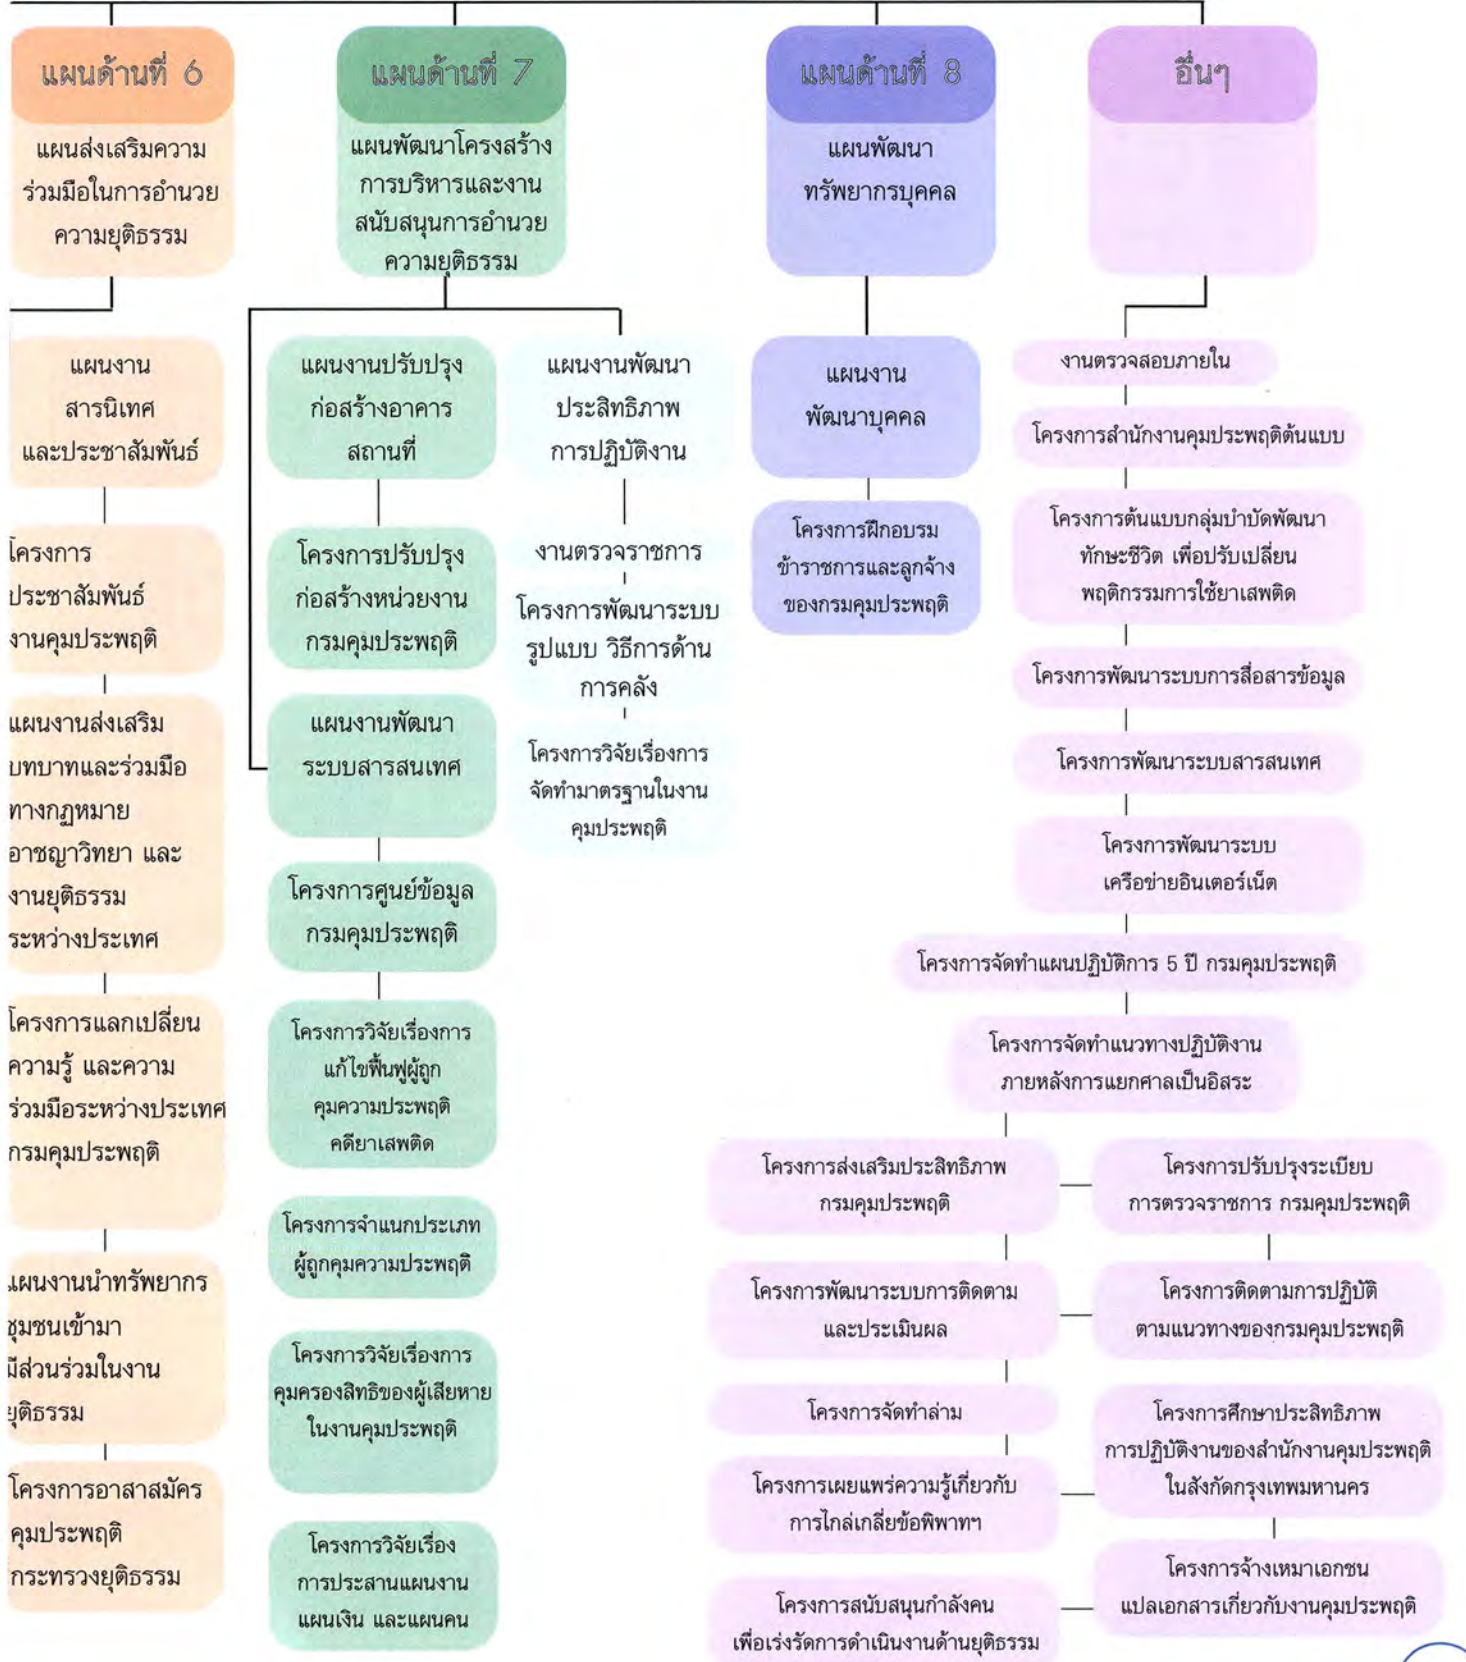 แผนด้านที่ 6
แผนส่งเสริมความ
ร่วมมือในการอำนวย
ความยุติธรรม
แผนงาน
สารนิเทศ
และประชาสัมพันธ์
โครงการ
ประชาสัมพันธ์
งานคุมประพฤติ
แผนงานส่งเสริม
บทบาทและร่วมมือ
ทางกฎหมาย
อาชญาวิทยา และ
งานยุติธรรม
ระหว่างประเทศ
โครงการแลกเปลี่ยน
ความรู้ และความ
ร่วมมือระหว่างประเทศ
กรมคุมประพฤติ
แผนงานนำทรัพยากร
ชุมชนเข้ามา
มีส่วนร่วมในงาน
ยุติธรรม
โครงการอาสาสมัคร
คุมประพฤติ
กระทรวงยุติธรรม
แผนด้านที่ 7
แผนพัฒนาโครงสร้าง
การบริหารและงาน
สนับสนุนการอำนวย
ความยุติธรรม
แผนงานปรับปรุง
ก่อสร้างอาคาร
สถานที่
โครงการปรับปรุง
ก่อสร้างหน่วยงาน
กรมคุมประพฤติ
แผนงานพัฒนา
ระบบสารสนเทศ
โครงการศูนย์ข้อมูล
กรมคุมประพฤติ
โครงการวิจัยเรื่องการ
แก้ไขฟื้นฟูผู้ถูก
คุมความประพฤติ
คดียาเสพติด
โครงการจำแนกประเภท
ผู้ถูกคุมความประพฤติ
โครงการวิจัยเรื่องการ
คุมครองสิทธิของผู้เสียหาย
ในงานคุมประพฤติ
โครงการวิจัยเรื่อง
การประสานแผนงาน
แผนเงิน และแผนคน
แผนงานพัฒนา
ประสิทธิภาพ
การปฏิบัติงาน
งานตรวจราชการ
โครงการพัฒนาระบบ
รูปแบบ วิธีการด้าน
การคลัง
โครงการวิจัยเรื่องการ
จัดทำมาตรฐานในงาน
คุมประพฤติ
แผนด้านที่ 8
แผนพัฒนา
ทรัพยากรบุคคล
แผนงาน
พัฒนาบุคคล
โครงการฝึกอบรม
ข้าราชการและลูกจ้าง
ของกรมคุมประพฤติ
อื่นๆ
งานตรวจสอบภายใน
โครงการสำนักงานคุมประพฤติต้นแบบ
โครงการต้นแบบกลุ่มบำบัดพัฒนา
ทักษะชีวิต เพื่อปรับเปลี่ยน
พฤติกรรมการใช้ยาเสพติด
โครงการพัฒนาระบบการสื่อสารข้อมูล
โครงการพัฒนาระบบสารสนเทศ
โครงการพัฒนาระบบ
เครือข่ายอินเตอร์เน็ต
โครงการจัดทำแผนปฏิบัติการ 5 ปี กรมคุมประพฤติ
โครงการจัดทำแนวทางปฏิบัติงาน
ภายหลังการแยกศาลเป็นอิสระ
โครงการส่งเสริมประสิทธิภาพ
กรมคุมประพฤติ
โครงการปรับปรุงระเบียบ
การตรวจราชการ กรมคุมประพฤติ
โครงการพัฒนาระบบการติดตาม
และประเมินผล
โครงการติดตามการปฏิบัติ
ตามแนวทางของกรมคุมประพฤติ
โครงการจัดทำล่าม
โครงการศึกษาประสิทธิภาพ
การปฏิบัติงานของสำนักงานคุมประพฤติ
ในสังกัดกรุงเทพมหานคร
โครงการเผยแพร่ความรู้เกี่ยวกับ
การไกล่เกลี่ยข้อพิพาทฯ
โครงการจ้างเหมาเอกชน
แปลเอกสารเกี่ยวกับงานคุมประพฤติ
โครงการสนับสนุนกำลังคน
เพื่อเร่งรัดการดำเนินงานด้านยุติธรรม